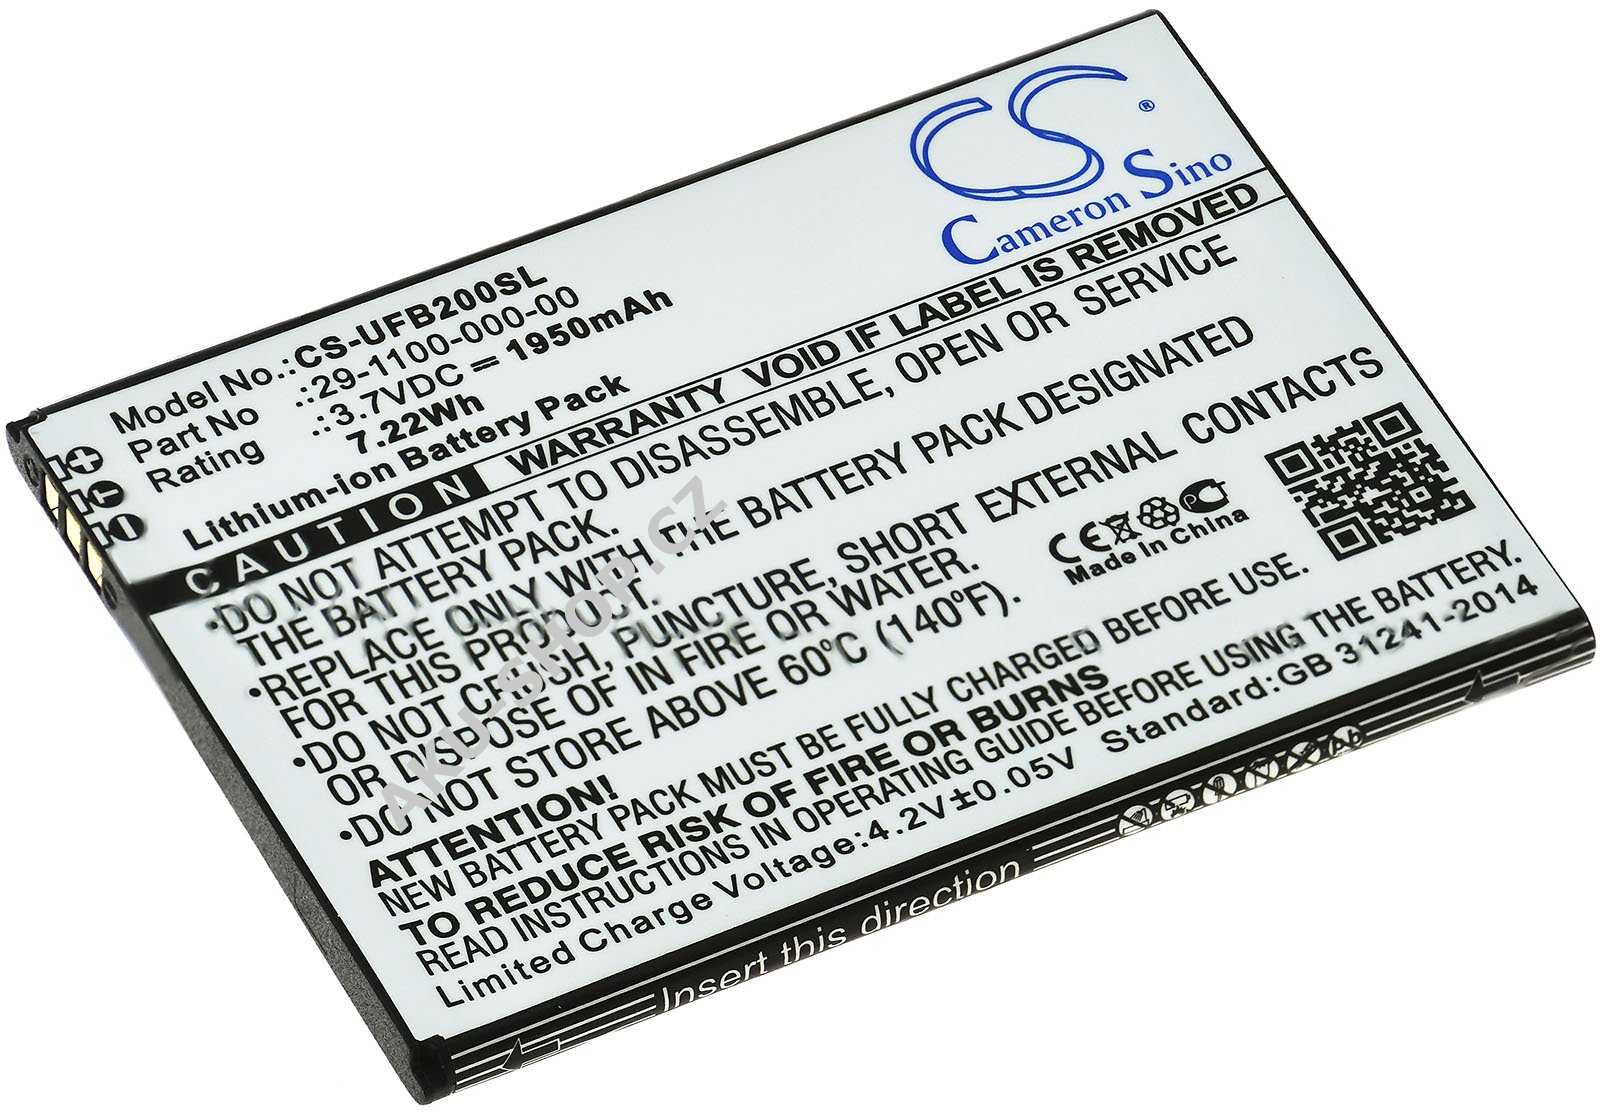 CS®
Cameron Sino
Model No.:CS-UFB200SL
Part No .:29-1100-000-00
Rating .:3.7VDC = 1950mAh
7.22Wh
Lithium-ion Battery Pack
CAUTION WARRANTY VOID IF LABEL IS REMOVED
•DO NOT ATTEMPT TO DISASSEMBLE, OPEN OR SERVICE
THE BATTERY PACK.
•REPLACE ONLY WITH THE BATTERY PACK DESIGNATED
FOR THIS PRODUCT.
•DO NOT CRUSH, PUNCTURE, SHORT EXTERNAL CONTACTS
OR DISPOSE OF IN FIRE OR WATER.
•DO NOT STORE ABOVE 60°C (140°F).
CE
Made in China
ATTENTION!
NEW BATTERY PACK MUST BE FULLY CHARGED BEFORE USE.
TO REDUCE RISK OF FIRE OR BURNS
READ INSTRUCTIONS IN OPERATING GUIDE BEFORE USING THE BATTERY.
Limited Charge Voltage:4.2V±0.05V Standard:GB 31241-2014
Insert this direction
AKU-SHOP.CZ